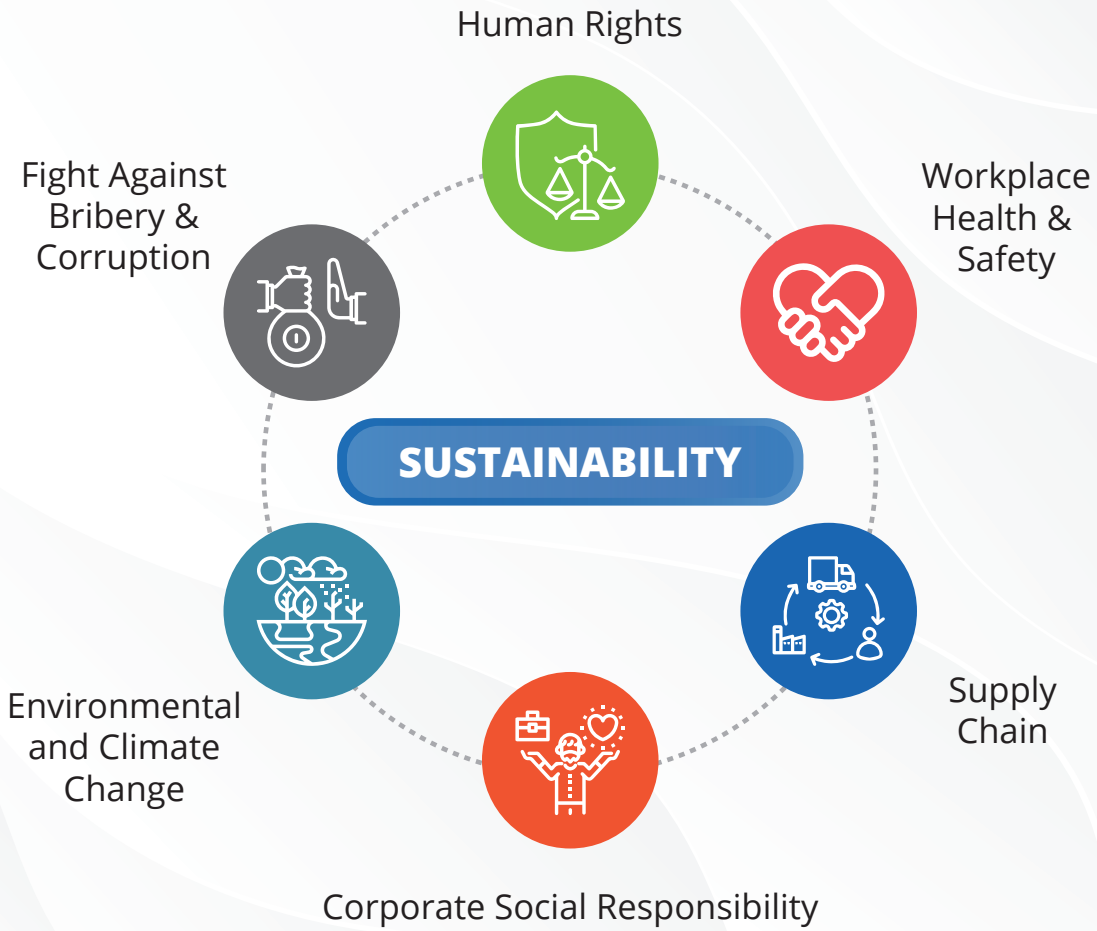 Human Rights
Workplace
Health &
Safety
Supply
Chain
Corporate Social Responsibility
Environmental
and Climate
Change
Fight Against
Bribery &
Corruption
SUSTAINABILITY